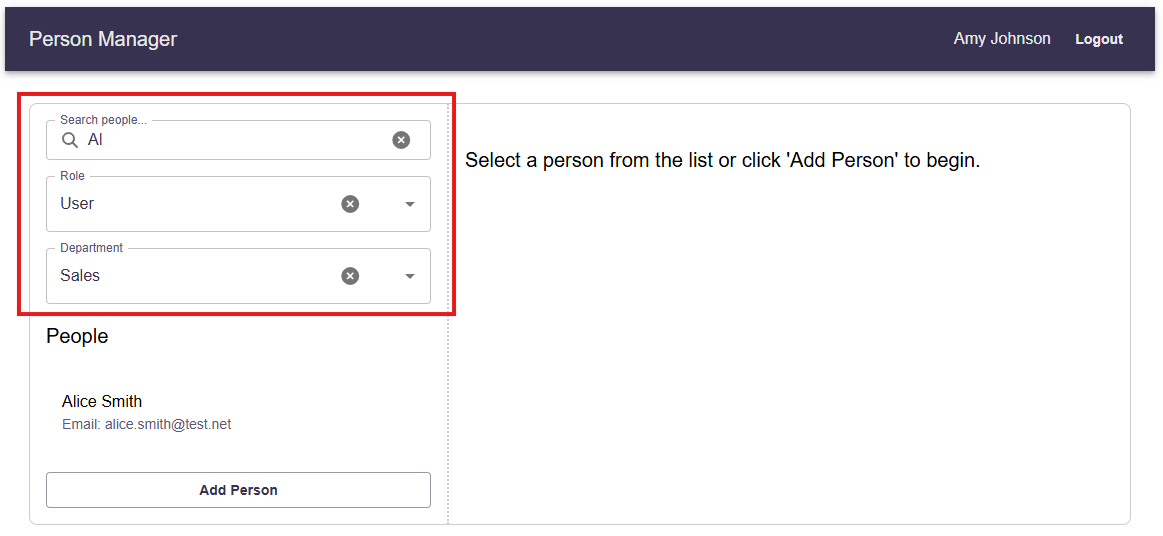 Person Manager
Amy Johnson
Logout
Search people...
Al
Role
User
Department
Sales
People
Alice Smith
Email: alice.smith@test.net
Add Person
Select a person from the list or click 'Add Person' to begin.